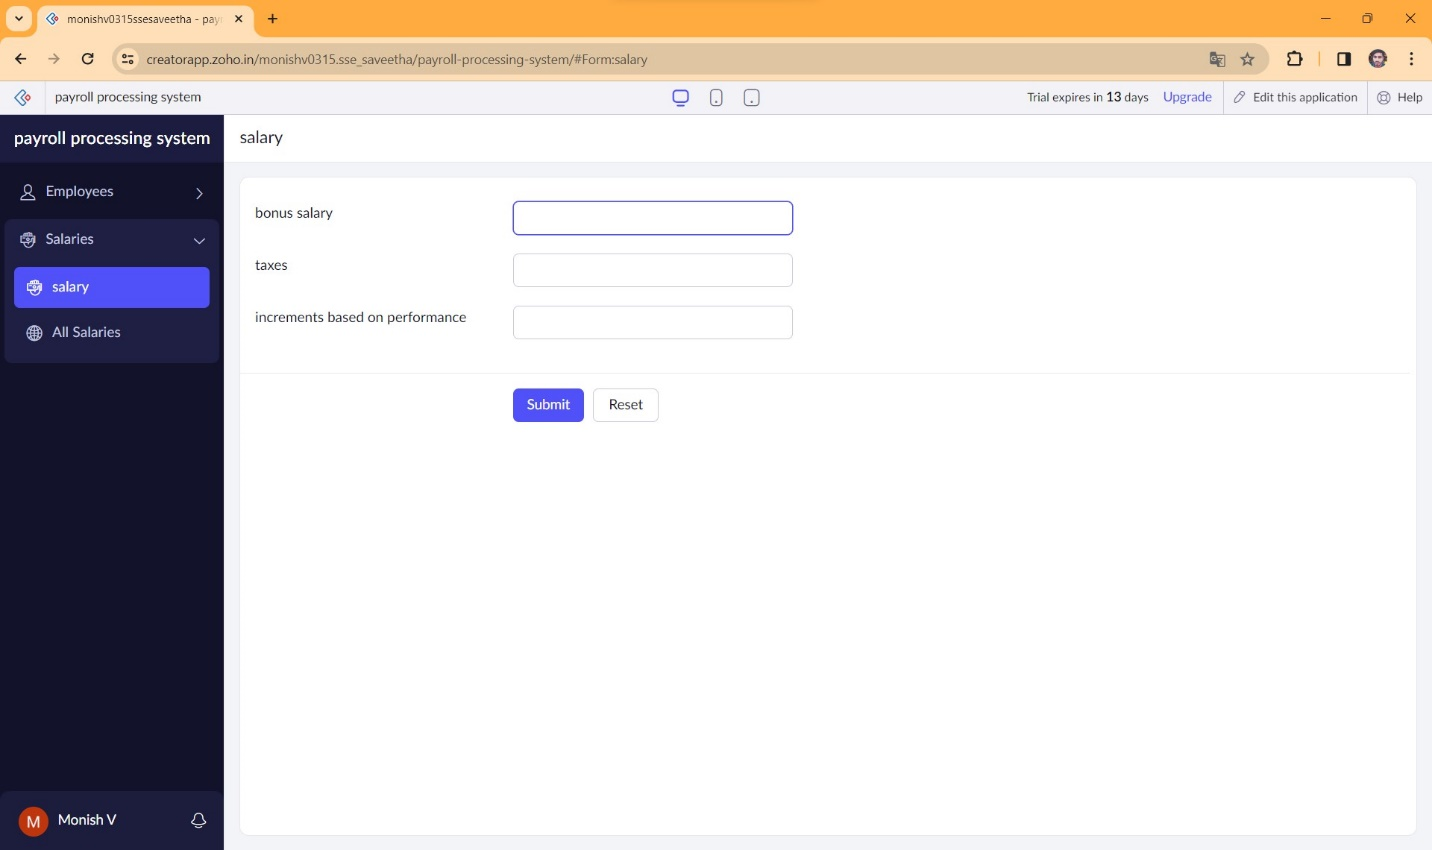 monishv0315ssesaveetha - pay
creatorapp.zoho.in/monishv0315.sse_saveetha/payroll-processing-system/#Form:salary
payroll processing system
Trial expires in 13 days Upgrade Edit this application Help
payroll processing system
salary
Employees
Salaries
salary
All Salaries
bonus salary
taxes
increments based on performance
Submit Reset
M Monish V